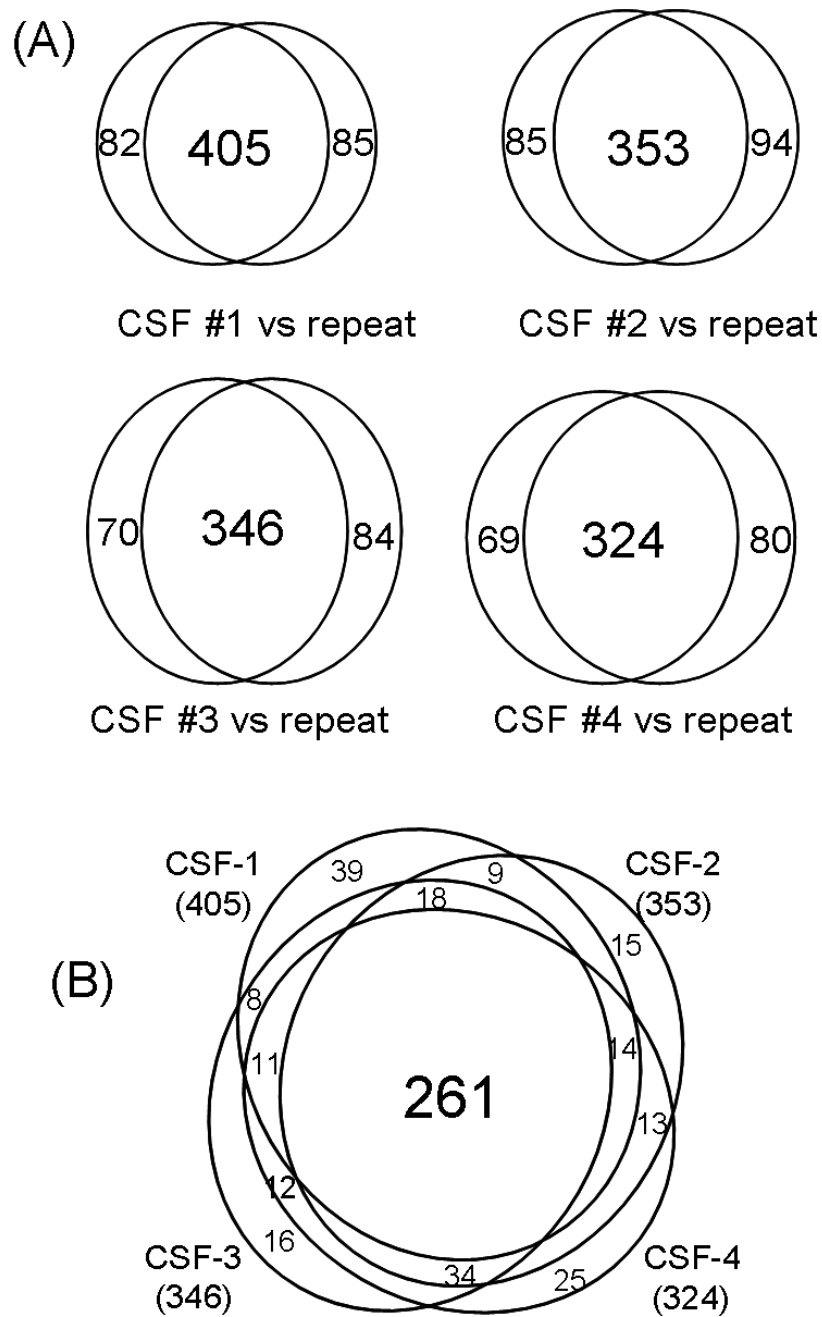 (A)
82 405 85
85 353 94
CSF #1 vs repeat
CSF #2 vs repeat
70 346 84
69 324 80
CSF #3 vs repeat
CSF #4 vs repeat
(B)
CSF-1
(405)
CSF-2
(353)
39
9
18
15
8
11
14
261
13
12
16
34
25
CSF-3
(346)
CSF-4
(324)